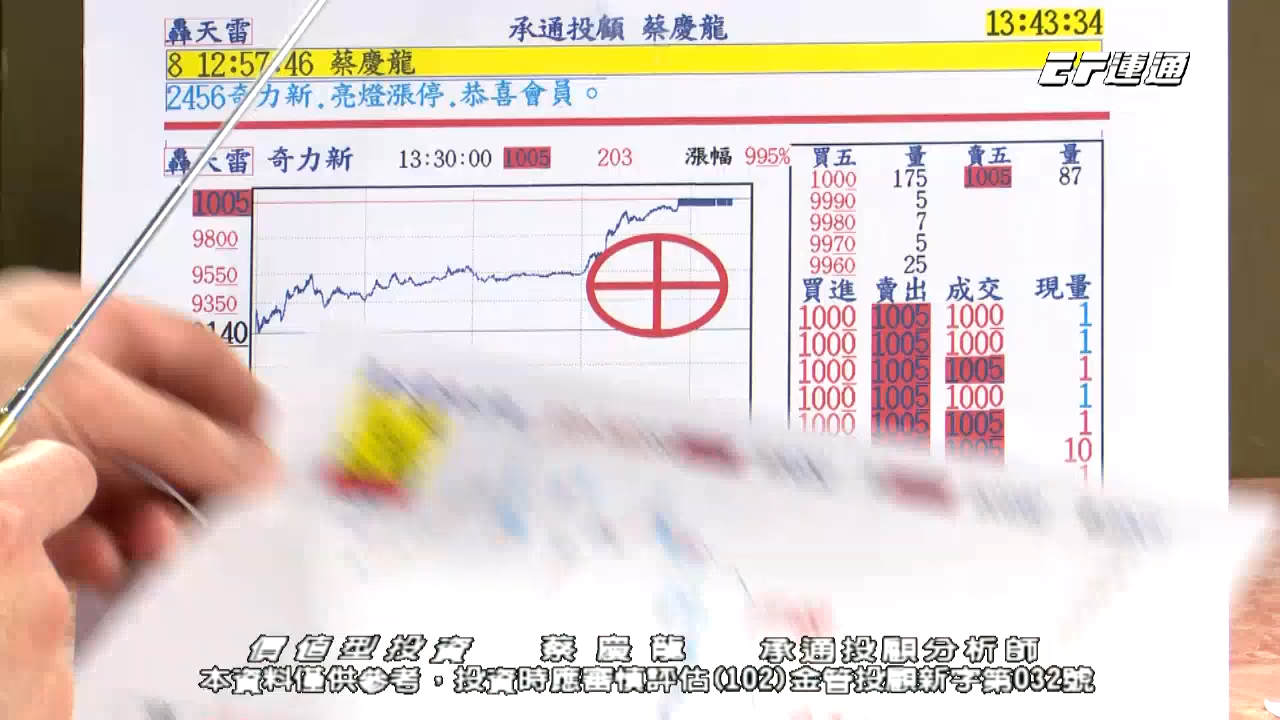 轟天雷 承通投顧 蔡慶龍 13:43:34
8 12:57:46 蔡慶龍
ET運通
2456奇力新.亮燈漲停.恭喜會員。
轟天雷 奇力新 13:30:00 1005 203 漲幅 995%
買五 量 賣五 量
1000 175 1005 87
9990 5
9980 7
9970 5
9960 25
買進 賣出 成交 現量
1000 1005 1000 1
1000 1005 1000 1
1000 1005 1005 1
1000 1005 1000 1
1000 1005 1005 1
1005 10
1
1005
9800
9550
9350
140
價值型投資 蔡慶龍 承通投顧分析師
本資料僅供參考，投資時應審慎評估(102)金管投顧新字第032號